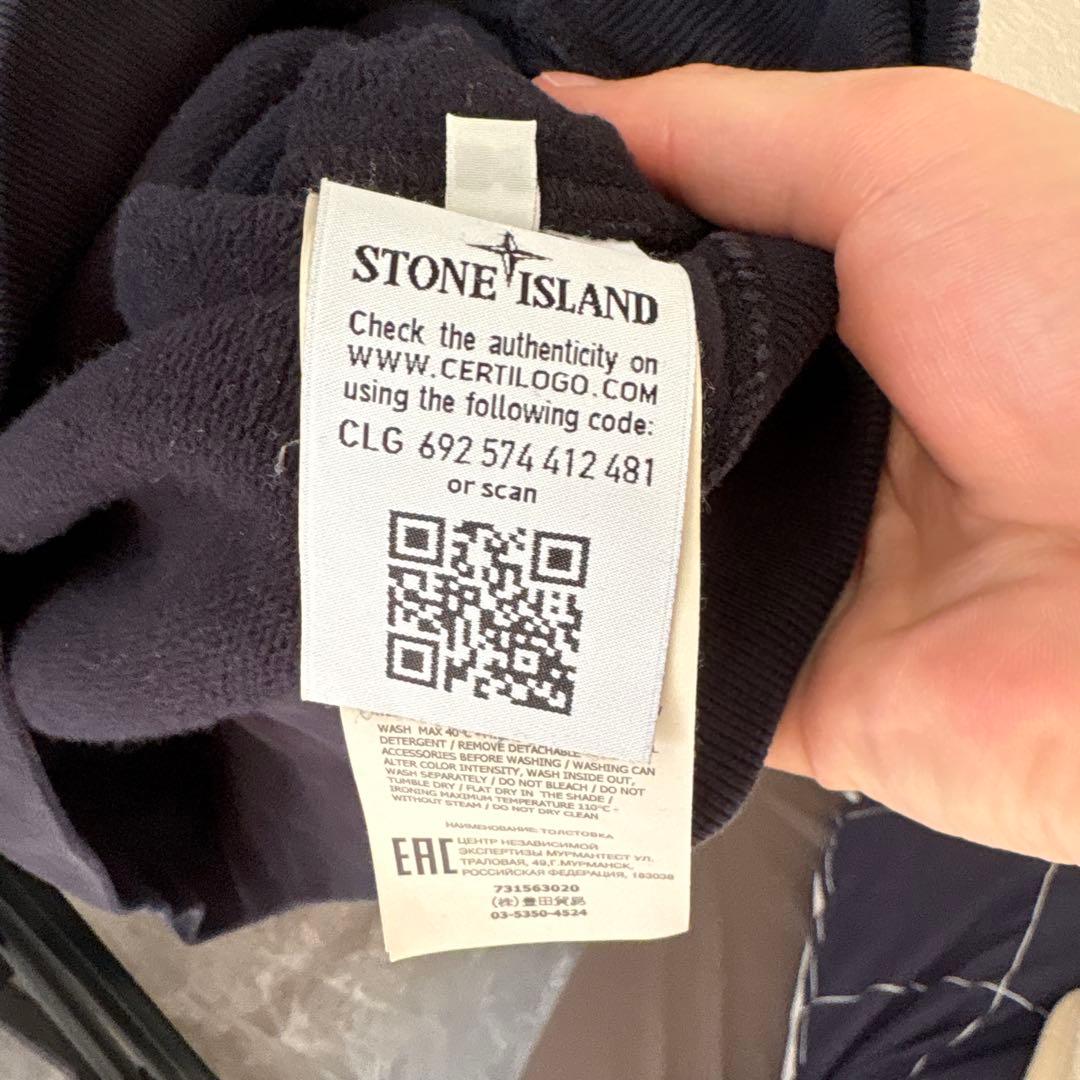 STONE ISLAND
Check the authenticity on
WWW.CERTILOGO.COM
using the following code:
CLG 692 574 412 481
or scan
WASH MAX 40°C
DETERGENT / REMOVE DETACHABLE
ACCESSORIES BEFORE WASHING / WASHING CAN
ALTER COLOR INTENSITY, WASH INSIDE OUT,
WASH SEPARATELY / DO NOT BLEACH / DO NOT
TUMBLE DRY / FLAT DRY IN THE SHADE /
IRONING MAXIMUM TEMPERATURE 110°C -
WITHOUT STEAM / DO NOT DRY CLEAN
НАИМЕНОВАНИЕ: ТОЛСТОВКА
EAC ЦЕНТР НЕЗАВИСИМОЙ
ЭКСПЕРТИЗЫ МУРМАНТЕСТ УЛ.
ТРАЛОВАЯ, 49,Г.МУРМАНСК,
РОССИЙСКАЯ ФЕДЕРАЦИЯ, 183038
731563020
(株)豊田貿易
03-5350-4524